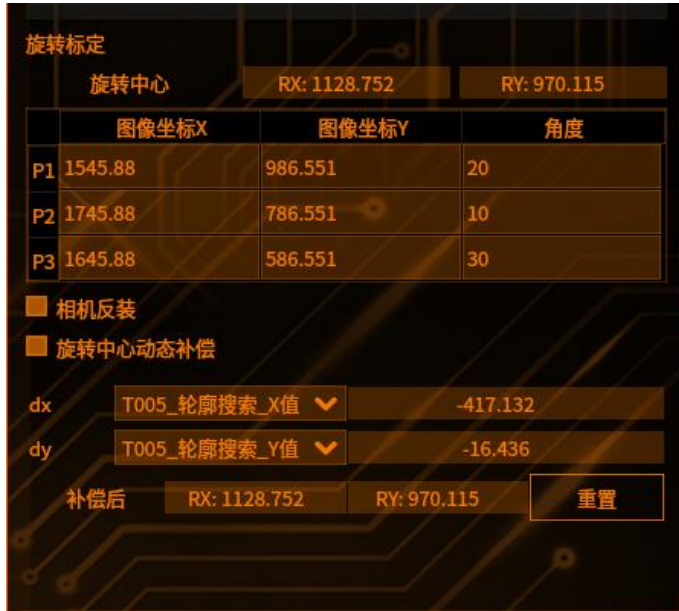 旋转标定
旋转中心 RX: 1128.752 RY: 970.115
图像坐标X 图像坐标Y 角度
P1 1545.88 986.551 20
P2 1745.88 786.551 10
P3 1645.88 586.551 30
相机反装
旋转中心动态补偿
dx T005_轮廓搜索_X值 -417.132
dy T005_轮廓搜索_Y值 -16.436
补偿后 RX: 1128.752 RY: 970.115 重置